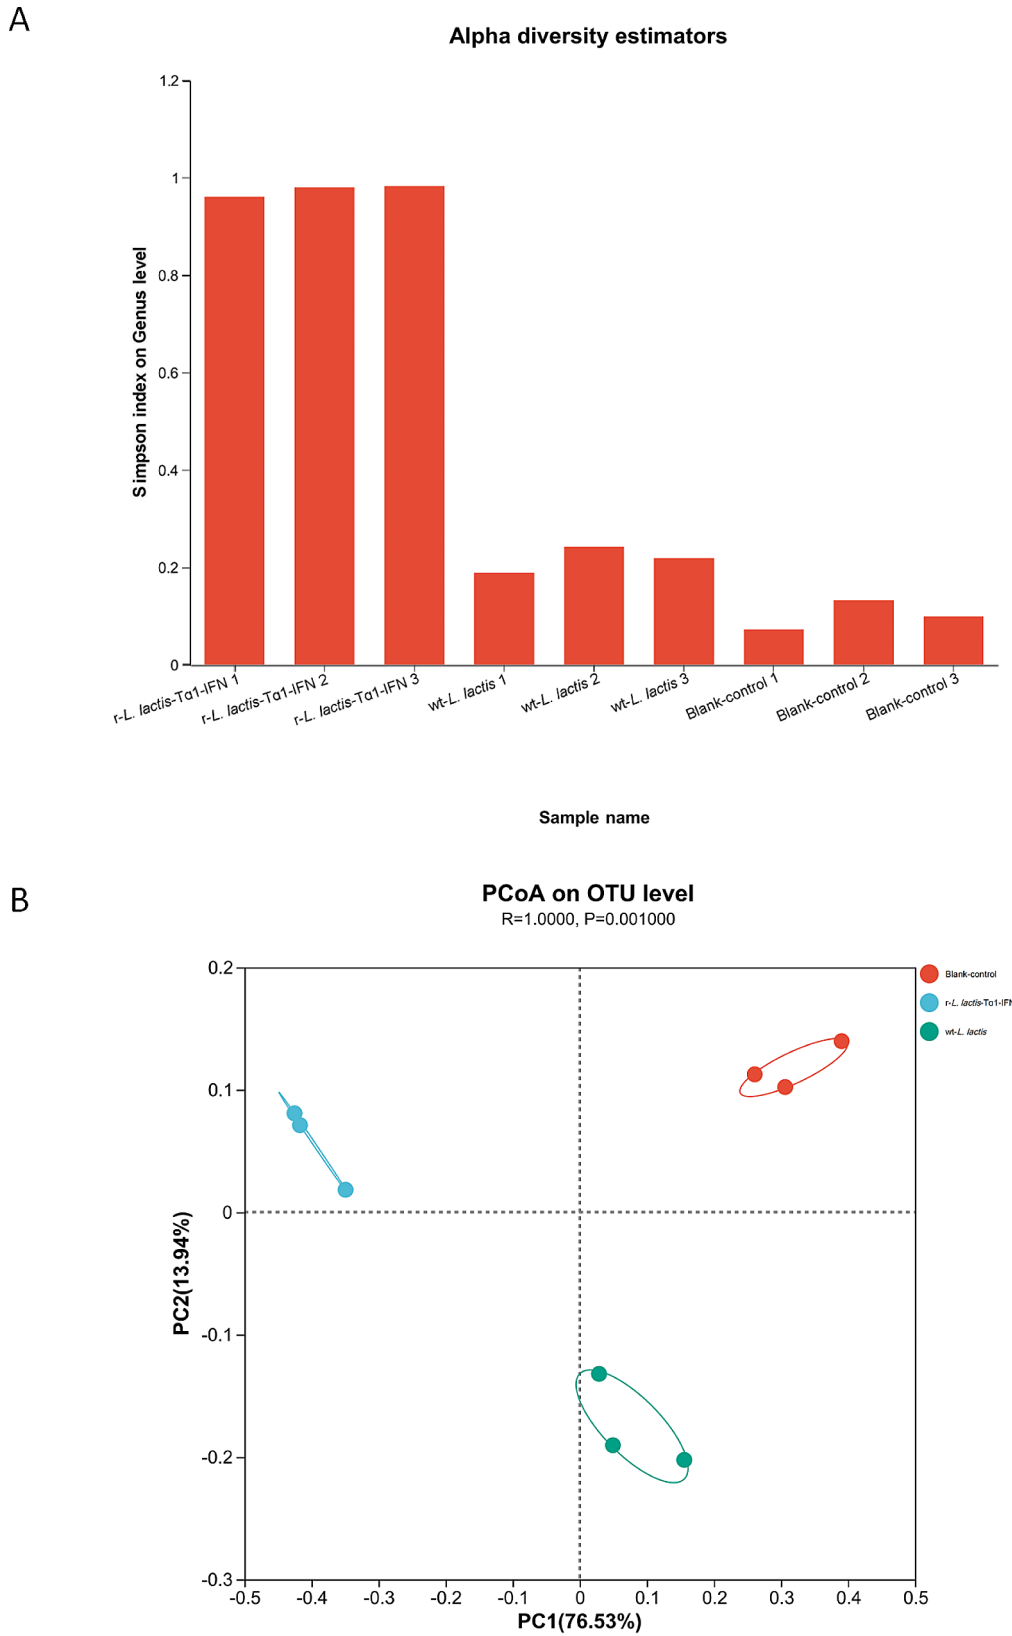 A
Alpha diversity estimators
1.2
1
0.8
0.6
0.4
0.2
0
Simpson index on Genus level
r-L. lactis-Tα1-IFN 1
r-L. lactis-Tα1-IFN 2
r-L. lactis-Tα1-IFN 3
wt-L. lactis 1
wt-L. lactis 2
wt-L. lactis 3
Blank-control 1
Blank-control 2
Blank-control 3
Sample name
B
PCoA on OTU level
R=1.0000, P=0.001000
0.2
0.1
0
-0.1
-0.2
-0.3
PC2(13.94%)
Blank-control
r-L. lactis-Tα1-IFN
wt-L. lactis
-0.5
-0.4
-0.3
-0.2
-0.1
0
0.1
0.2
0.3
0.4
0.5
PC1(76.53%)